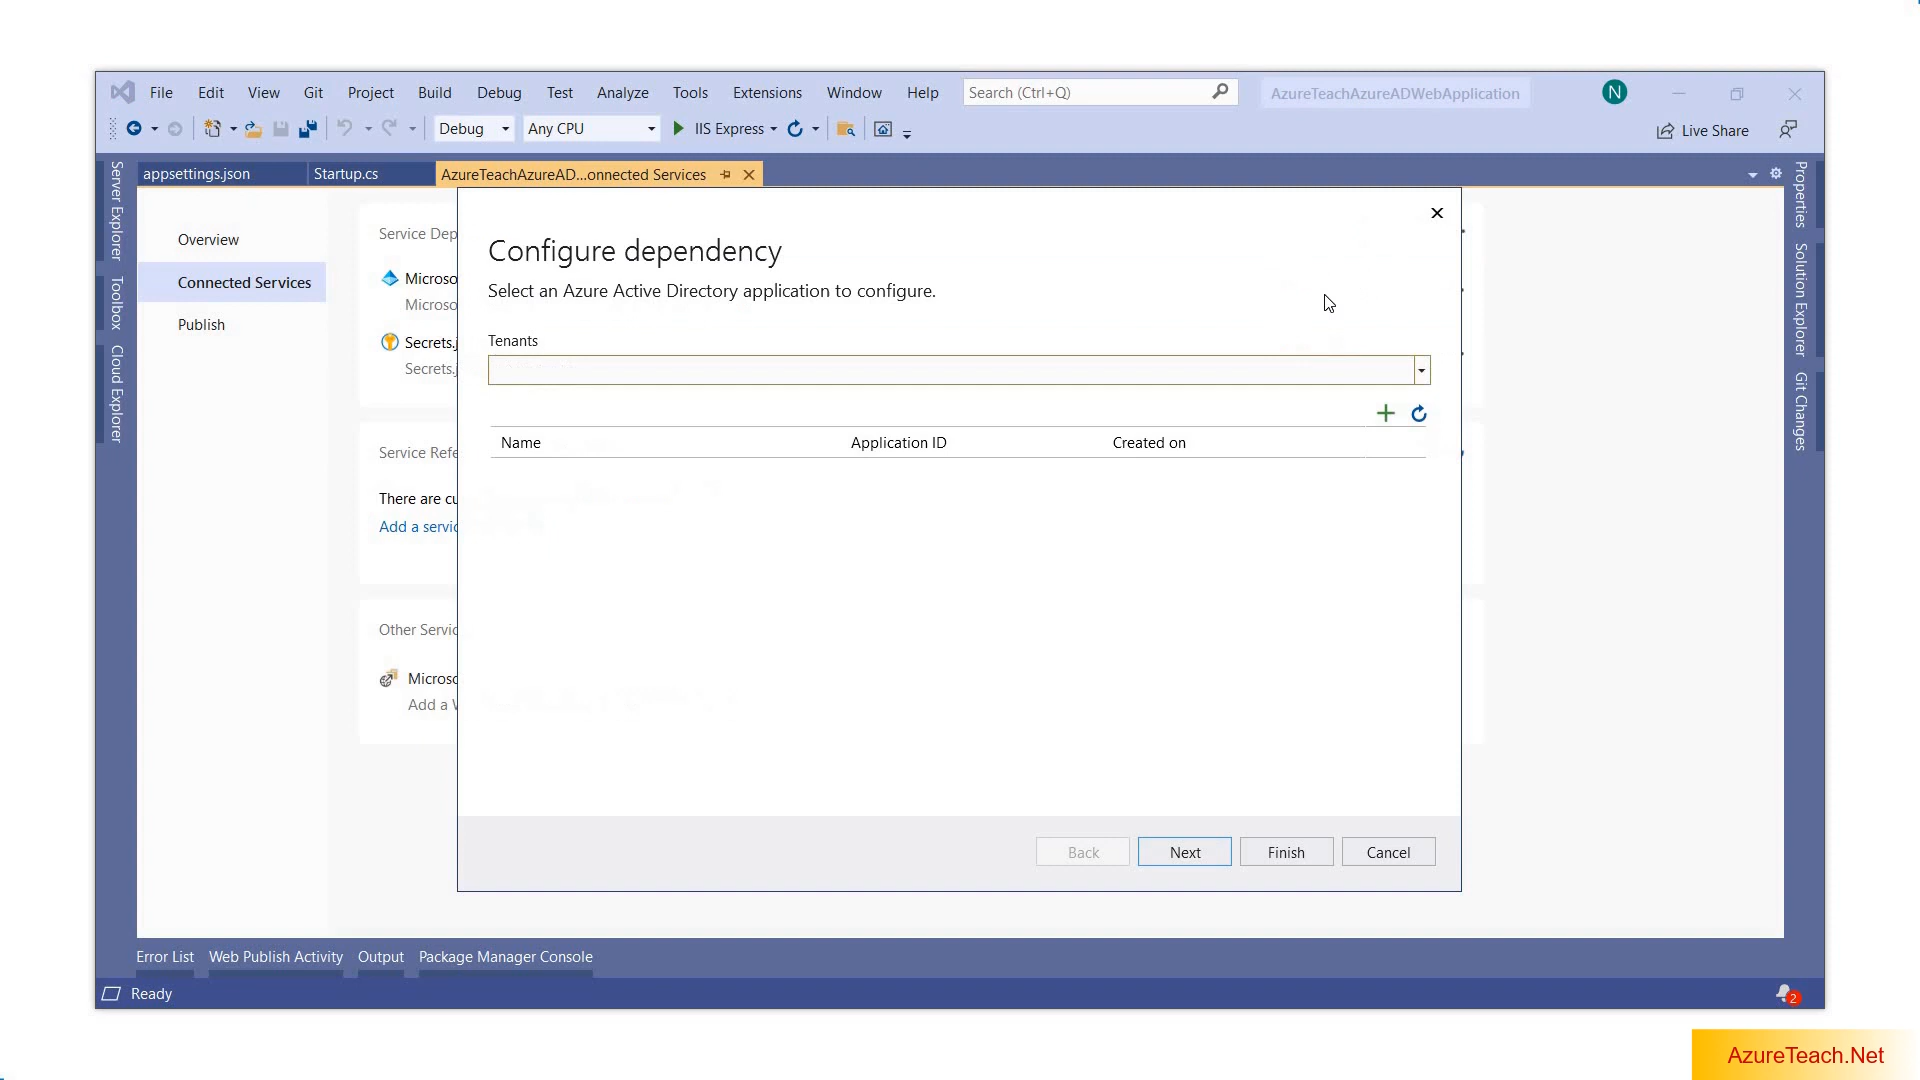 File Edit View Git Project Build Debug Test Analyze Tools Extensions Window Help Search (Ctrl+Q) AzureTeachAzureADWebApplication N
Debug Any CPU IIS Express Live Share
appsettings.json Startup.cs AzureTeachAzureAD...onnected Services
Server Explorer
Toolbox
Cloud Explorer
Overview
Connected Services
Publish
Service Dep
Microso
Microso
Secrets.j
Secrets.j
Service Refe
There are cu
Add a servic
Other Servic
Microso
Add a W
Configure dependency
Select an Azure Active Directory application to configure.
Tenants
Name Application ID Created on
Back Next Finish Cancel
Properties
Solution Explorer
Git Changes
Error List Web Publish Activity Output Package Manager Console
Ready 2
AzureTeach.Net